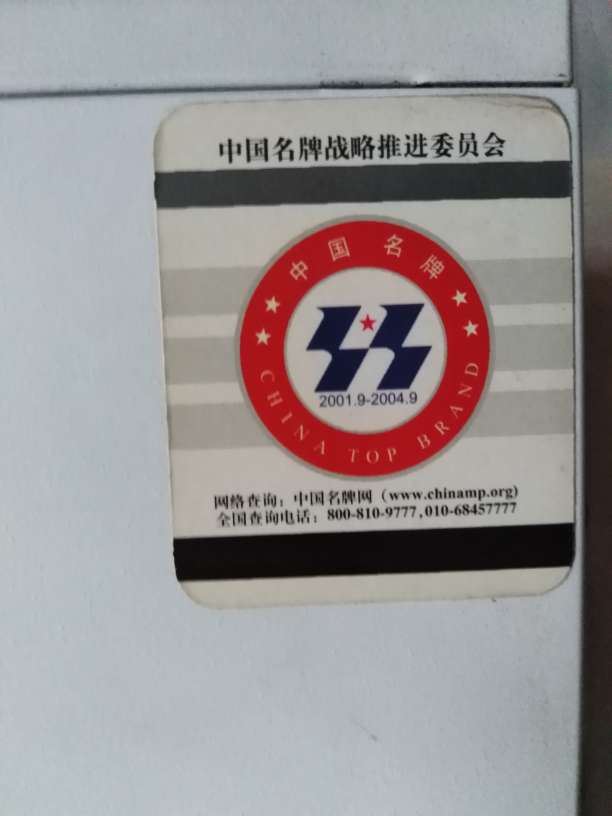 中国名牌战略推进委员会
中国 名牌
2001.9-2004.9
CHINA TOP BRAND
网络查询：中国名牌网（www.chinamp.org)
全国查询电话：800-810-9777,010-68457777